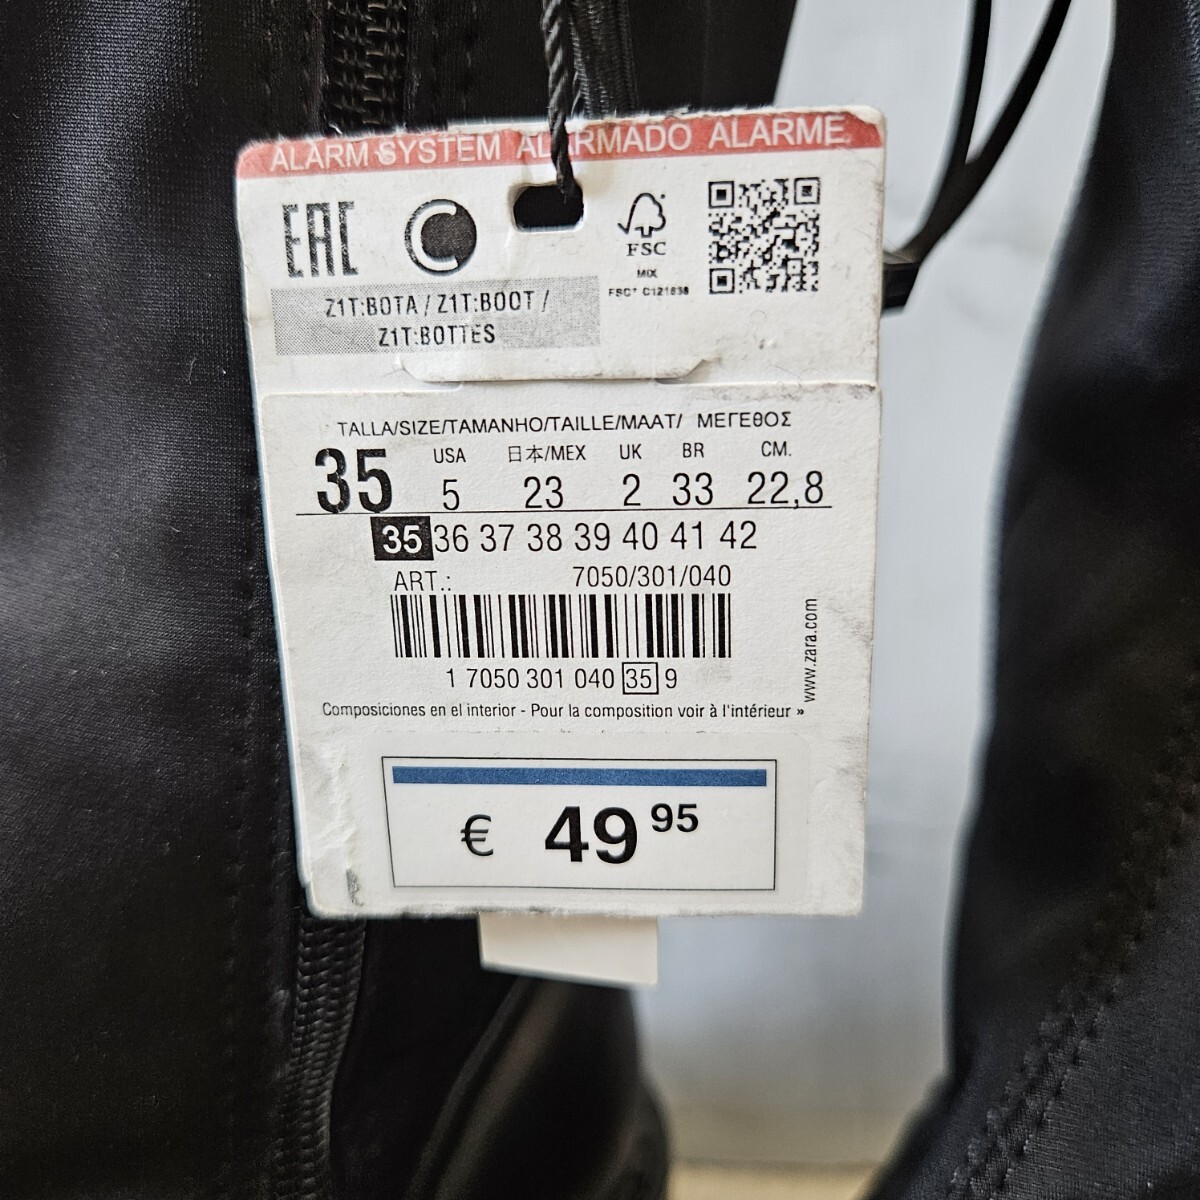 ALARM SYSTEM ALARMADO ALARME
EAC
FSC
MIX
FSC® C121638
Z1T:BOTA / Z1T:BOOT /
Z1T:BOTTES
TALLA/SIZE/TAMANHO/TAILLE/MAAT/ ΜΕΓΕΘΟΣ
USA 日本/MEX UK BR CM.
35 5 23 2 33 22,8
35 36 37 38 39 40 41 42
ART.: 7050/301/040
1 7050 301 040 35 9
www.zara.com
Composiciones en el interior - Pour la composition voir à l'intérieur »
€ 49 95